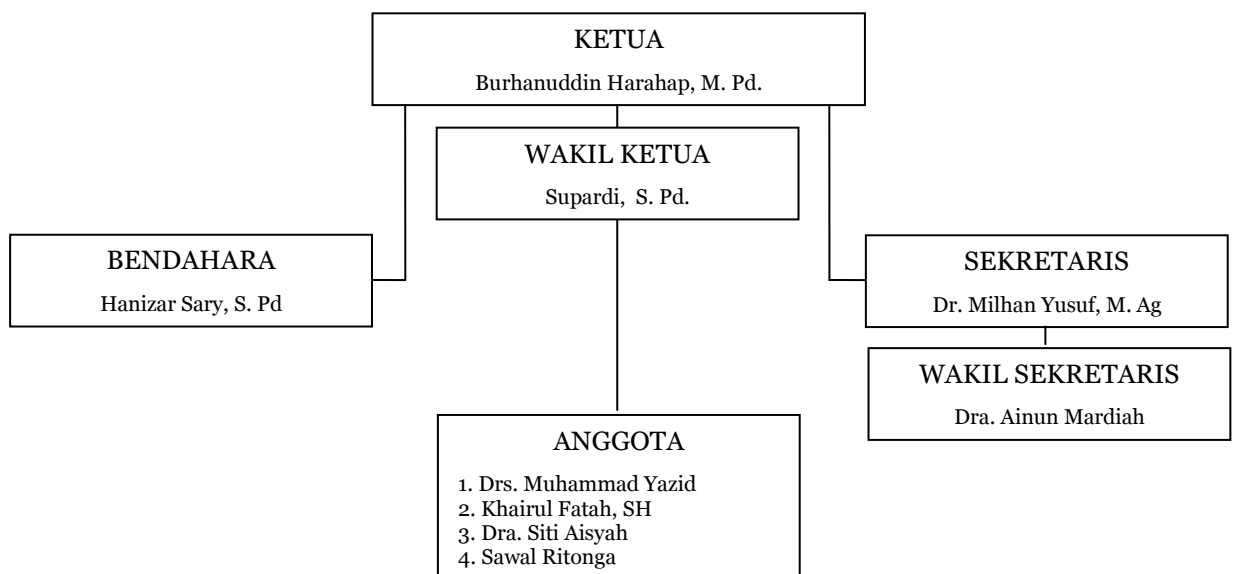 KETUA
Burhanuddin Harahap, M. Pd.
WAKIL KETUA
Supardi, S. Pd.
BENDAHARA
Hanizar Sary, S. Pd
SEKRETARIS
Dr. Milhan Yusuf, M. Ag
WAKIL SEKRETARIS
Dra. Ainun Mardiah
ANGGOTA
1. Drs. Muhammad Yazid
2. Khairul Fatah, SH
3. Dra. Siti Aisyah
4. Sawal Ritonga